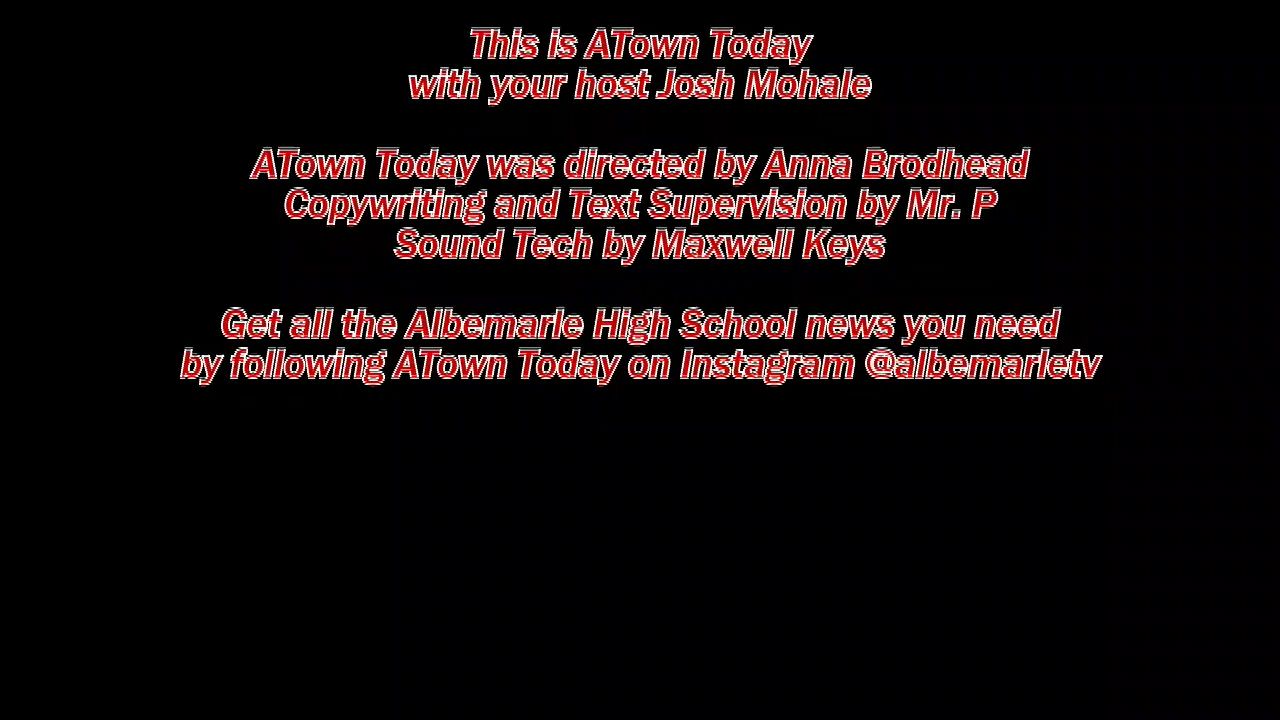 This is ATown Today
with your host Josh Mohale
ATown Today was directed by Anna Brodhead
Copywriting and Text Supervision by Mr. P
Sound Tech by Maxwell Keys
Get all the Albemarle High School news you need
by following ATown Today on Instagram @albemarletv